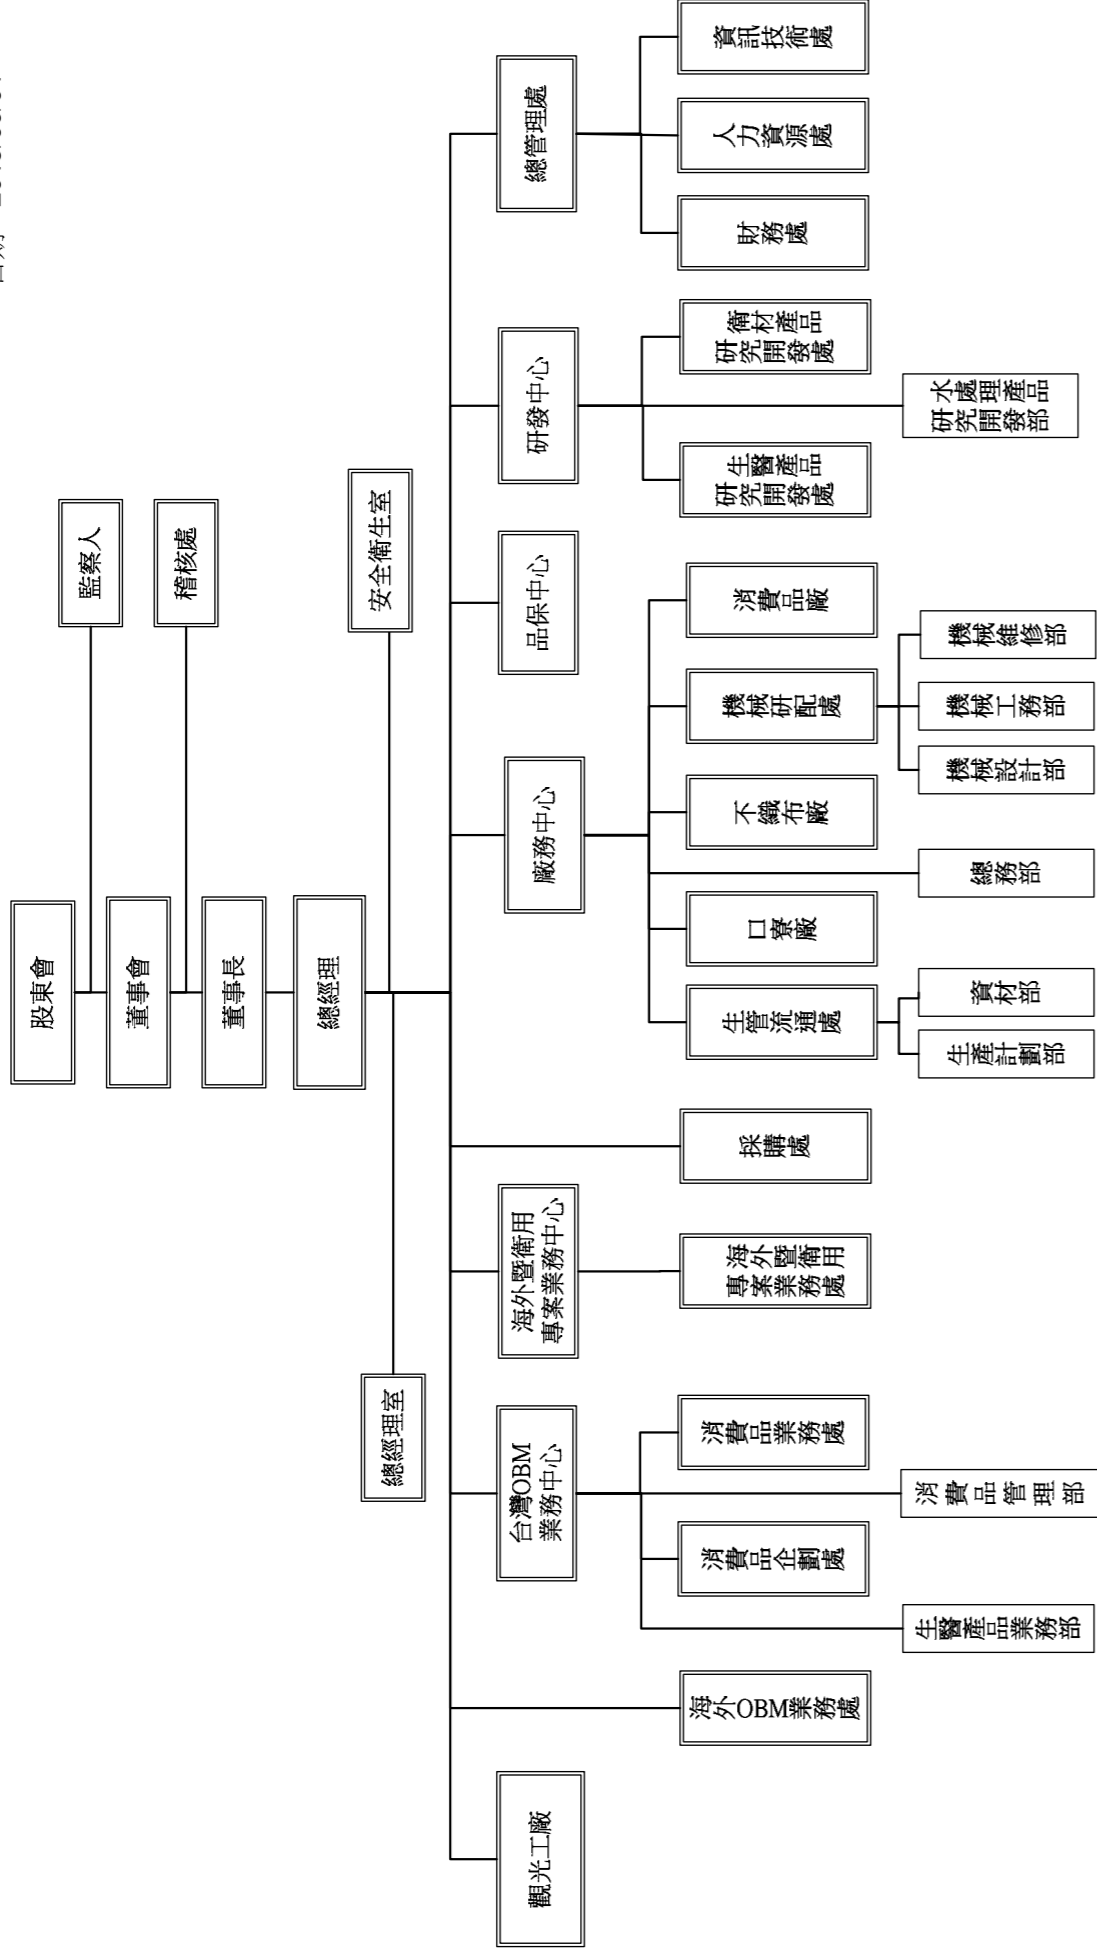 股東會
監察人
董事會
稽核處
董事長
總經理
安全衛生室
總經理室
觀光工廠
海外OBM業務處
台灣OBM
業務中心
生醫產品業務部
消費品企劃處
消費品管理部
消費品業務處
海外暨衛用
專案業務中心
海外暨衛用
專案業務處
採購處
廠務中心
生管流通處
生產計劃部
資材部
口寮廠
總務部
不織布廠
機械研配處
機械設計部
機械工務部
機械維修部
消費品廠
品保中心
研發中心
生醫產品
研究開發處
水處理產品
研究開發部
衛材產品
研究開發處
總管理處
財務處
人力資源處
資訊技術處